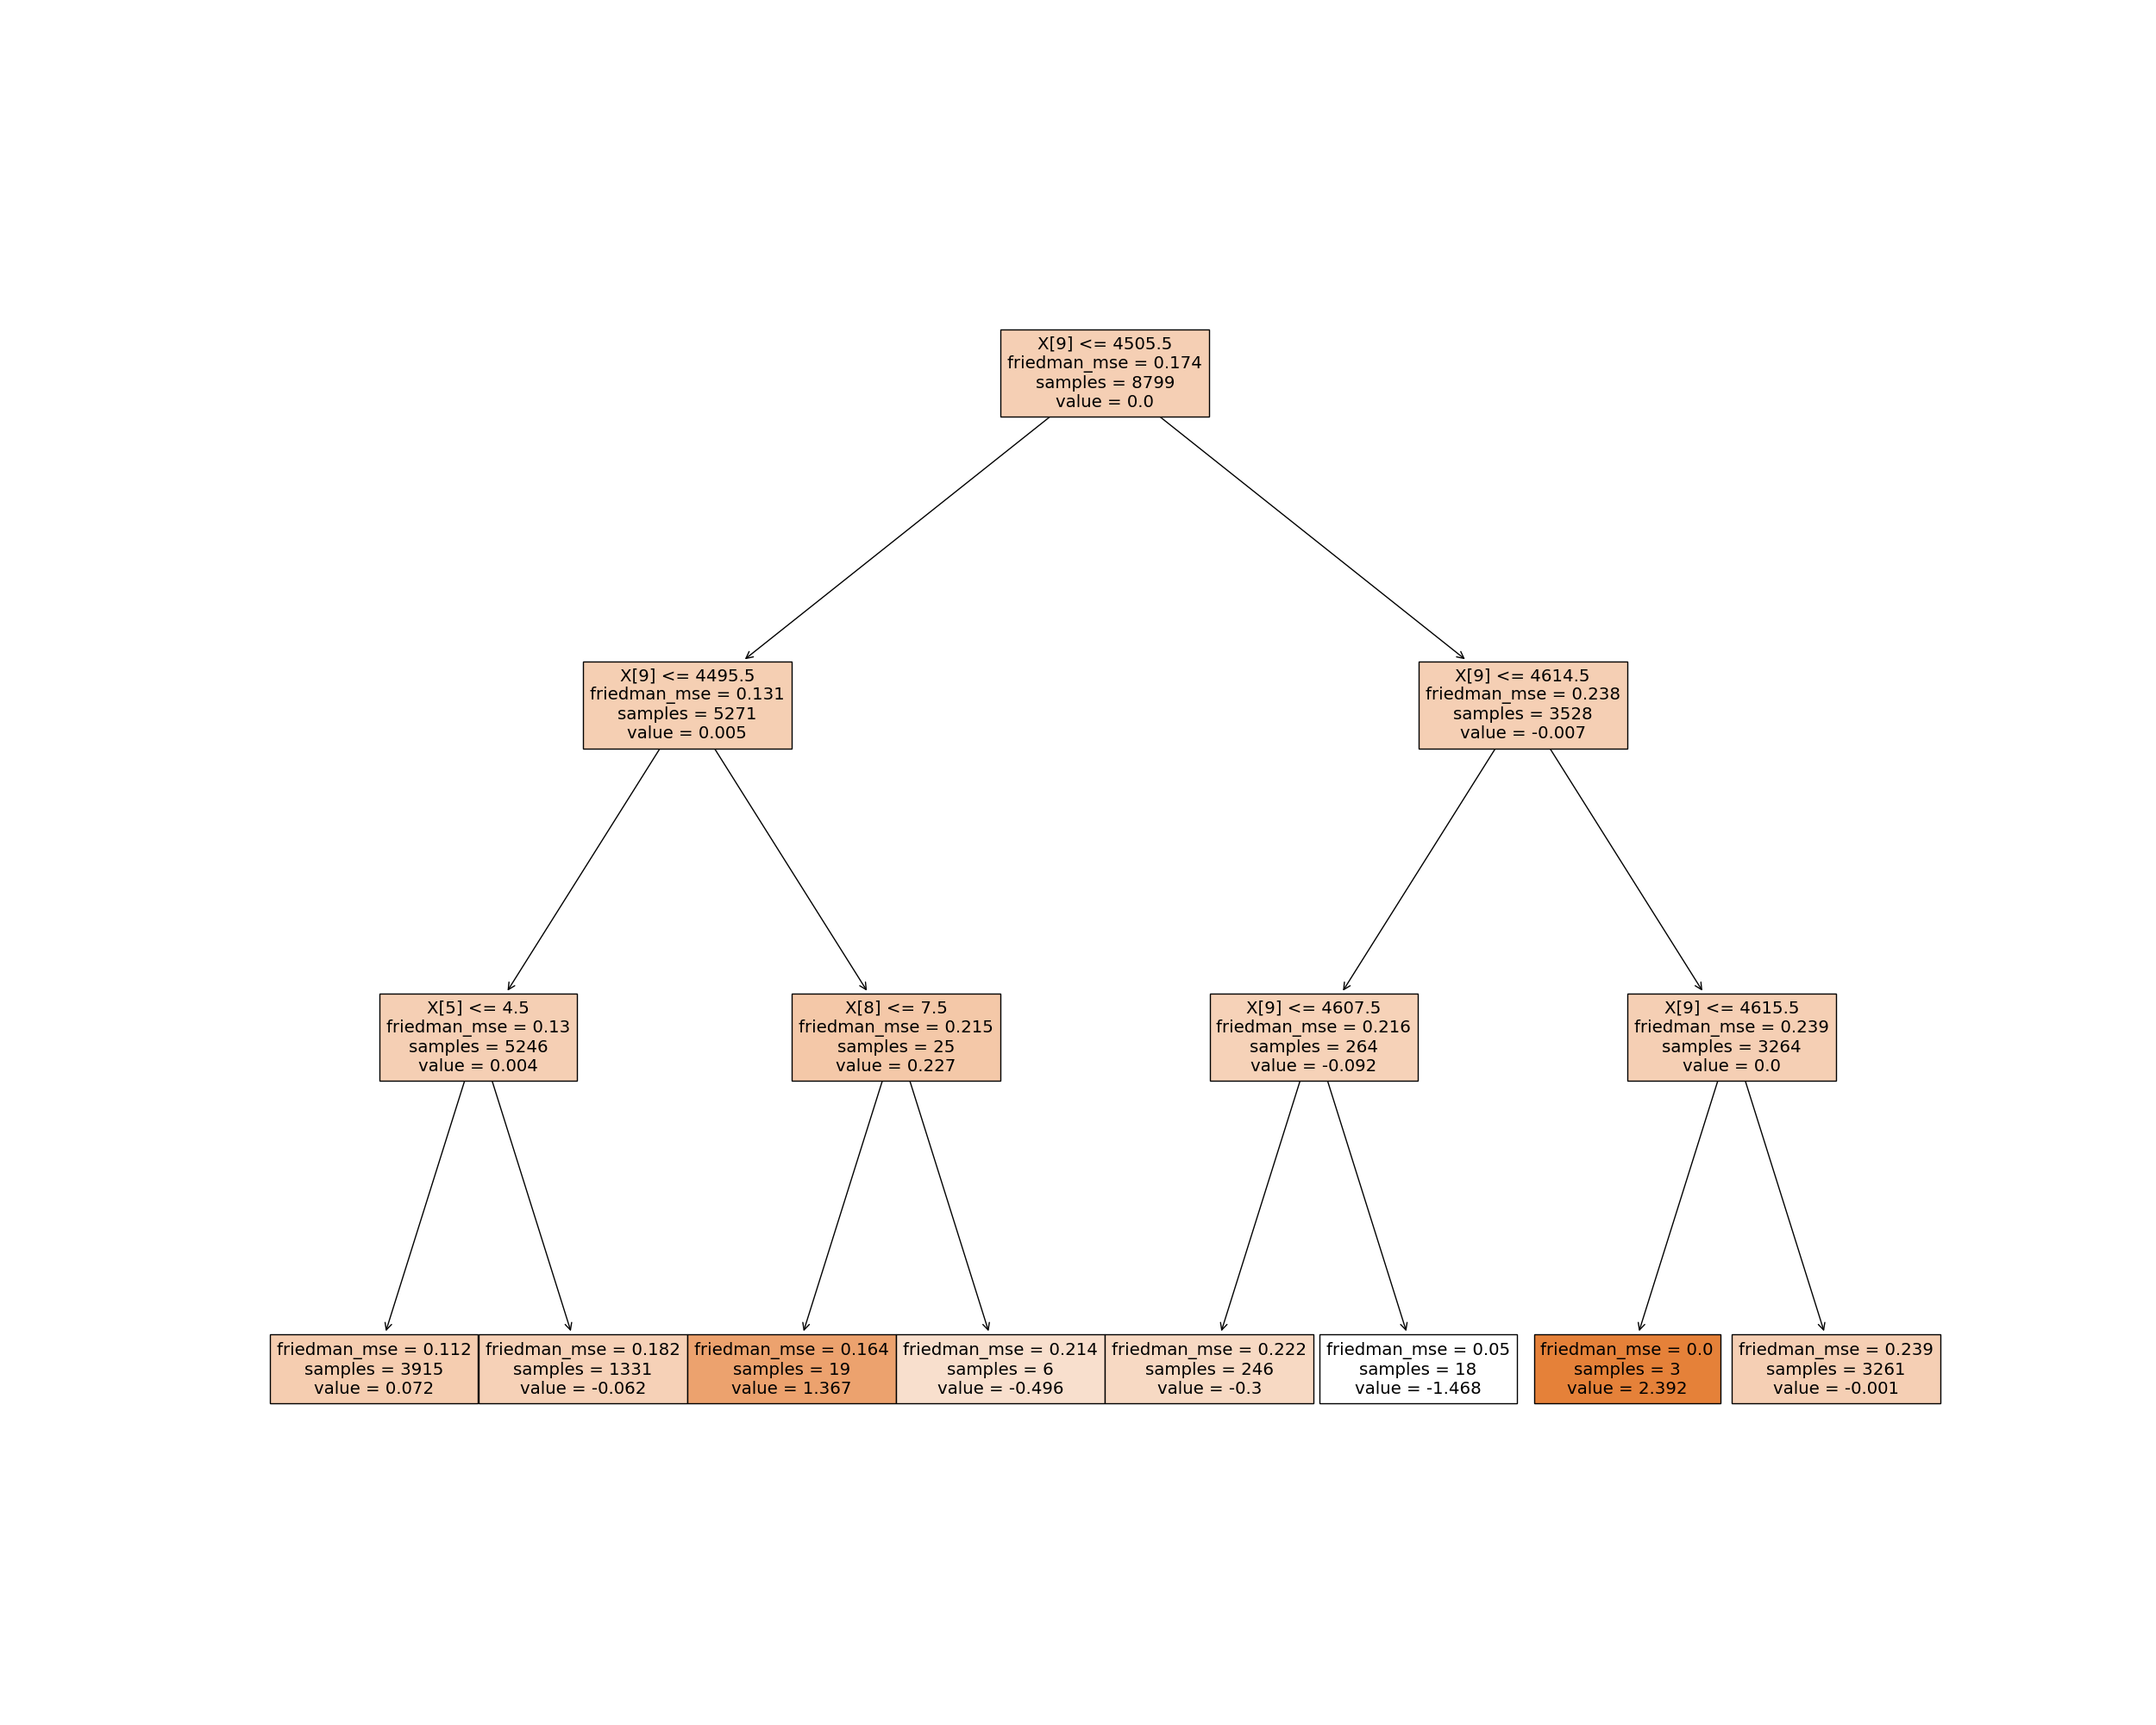 X[9] <= 4505.5
friedman_mse = 0.174
samples = 8799
value = 0.0
X[9] <= 4495.5
friedman_mse = 0.131
samples = 5271
value = 0.005
X[9] <= 4614.5
friedman_mse = 0.238
samples = 3528
value = -0.007
X[5] <= 4.5
friedman_mse = 0.13
samples = 5246
value = 0.004
X[8] <= 7.5
friedman_mse = 0.215
samples = 25
value = 0.227
X[9] <= 4607.5
friedman_mse = 0.216
samples = 264
value = -0.092
X[9] <= 4615.5
friedman_mse = 0.239
samples = 3264
value = 0.0
friedman_mse = 0.112
samples = 3915
value = 0.072
friedman_mse = 0.182
samples = 1331
value = -0.062
friedman_mse = 0.164
samples = 19
value = 1.367
friedman_mse = 0.214
samples = 6
value = -0.496
friedman_mse = 0.222
samples = 246
value = -0.3
friedman_mse = 0.05
samples = 18
value = -1.468
friedman_mse = 0.0
samples = 3
value = 2.392
friedman_mse = 0.239
samples = 3261
value = -0.001